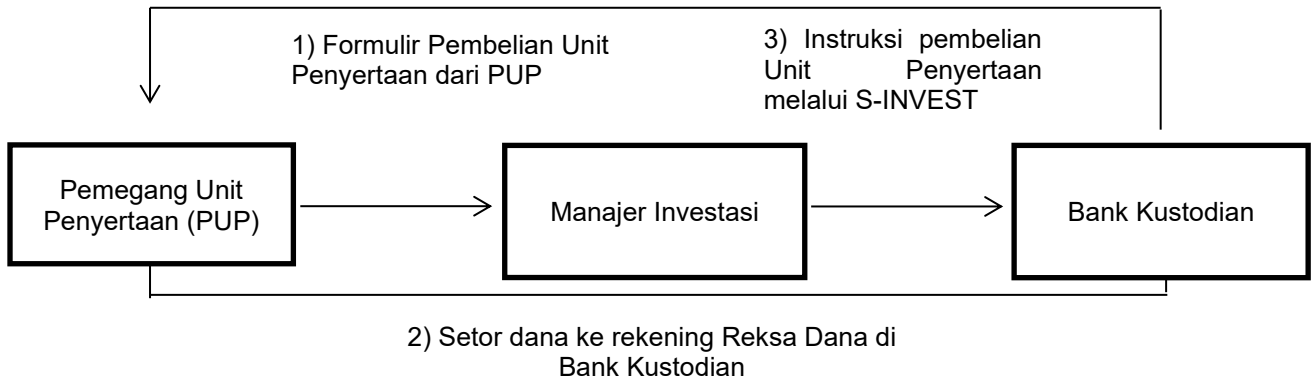 1) Formulir Pembelian Unit
Penyertaan dari PUP
3) Instruksi pembelian
Unit Penyertaan
melalui S-INVEST
Pemegang Unit
Penyertaan (PUP)
Manajer Investasi
Bank Kustodian
2) Setor dana ke rekening Reksa Dana di
Bank Kustodian